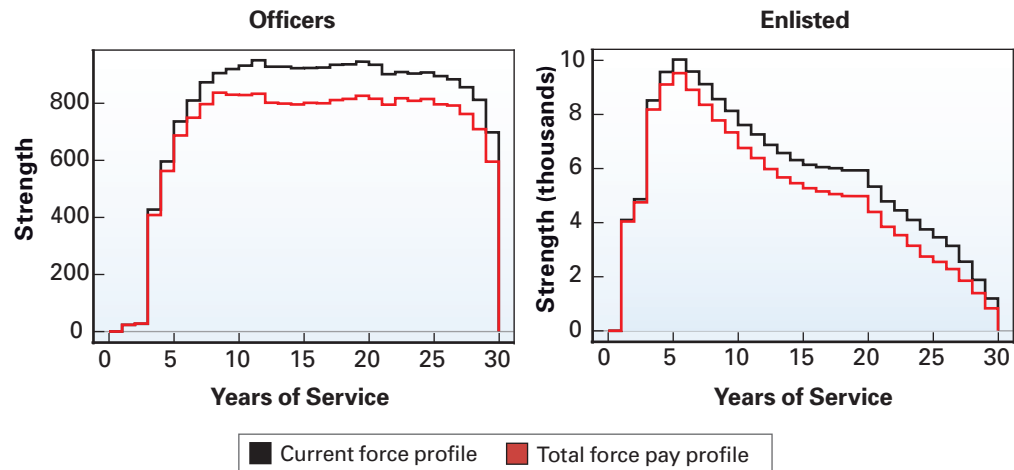 Officers
Strength
800
600
400
200
0
0 5 10 15 20 25 30
Years of Service
Enlisted
Strength (thousands)
10
8
6
4
2
0
0 5 10 15 20 25 30
Years of Service
Current force profile Total force pay profile